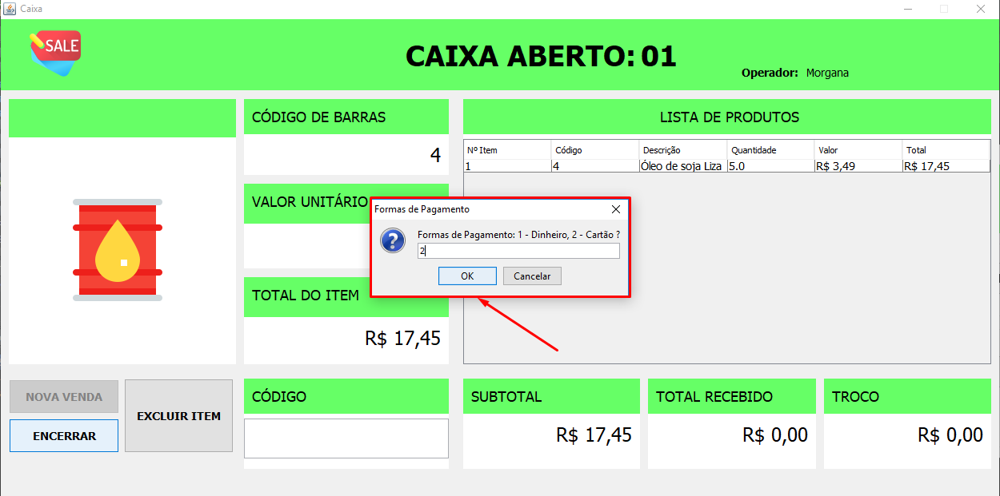 Caixa
SALE
CAIXA ABERTO: 01
Operador: Morgana
CÓDIGO DE BARRAS
4
VALOR UNITÁRIO
TOTAL DO ITEM
R$ 17,45
LISTA DE PRODUTOS
Nº Item Código Descrição Quantidade Valor Total
1 4 Óleo de soja Liza 5.0 R$ 3,49 R$ 17,45
Formas de Pagamento
Formas de Pagamento: 1 - Dinheiro, 2 - Cartão ?
2
OK Cancelar
NOVA VENDA
ENCERRAR
EXCLUIR ITEM
CÓDIGO
SUBTOTAL
R$ 17,45
TOTAL RECEBIDO
R$ 0,00
TROCO
R$ 0,00